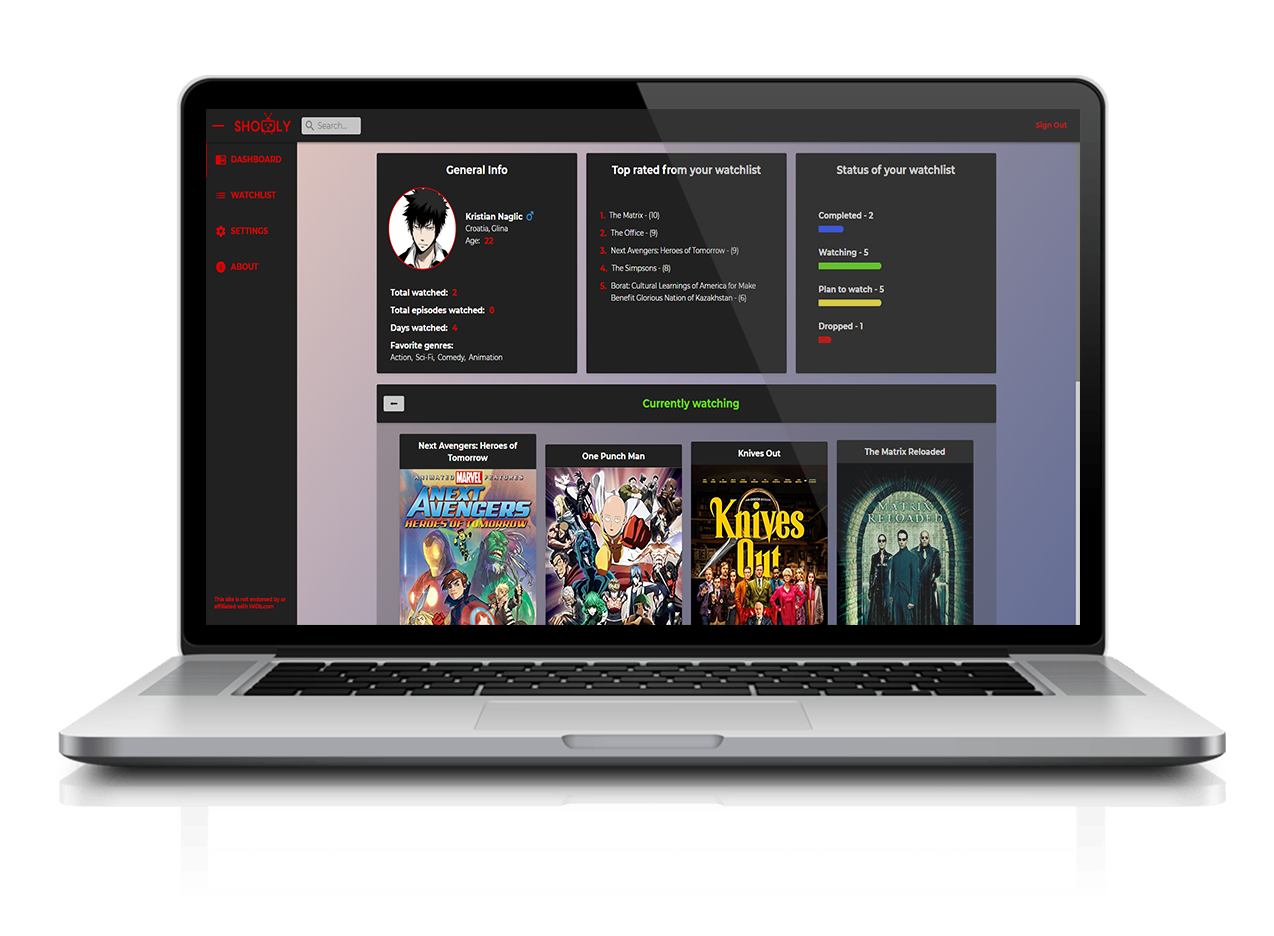 SHOWLY
Search...
Sign Out
DASHBOARD
WATCHLIST
SETTINGS
ABOUT
This site is not endorsed by or
affiliated with IMDb.com
General Info
Kristian Naglic
Croatia, Glina
Age: 22
Total watched: 2
Total episodes watched: 0
Days watched: 4
Favorite genres:
Action, Sci-Fi, Comedy, Animation
Top rated from your watchlist
1. The Matrix - (10)
2. The Office - (9)
3. Next Avengers: Heroes of Tomorrow - (9)
4. The Simpsons - (8)
5. Borat: Cultural Learnings of America for Make
Benefit Glorious Nation of Kazakhstan - (6)
Status of your watchlist
Completed - 2
Watching - 5
Plan to watch - 5
Dropped - 1
Currently watching
Next Avengers: Heroes of
Tomorrow
ANIMATED MARVEL FEATURES
NEXT
AVENGERS
HEROES OF TOMORROW
One Punch Man
Knives Out
Knives
Out
The Matrix Reloaded
MATRIX
RELOADED